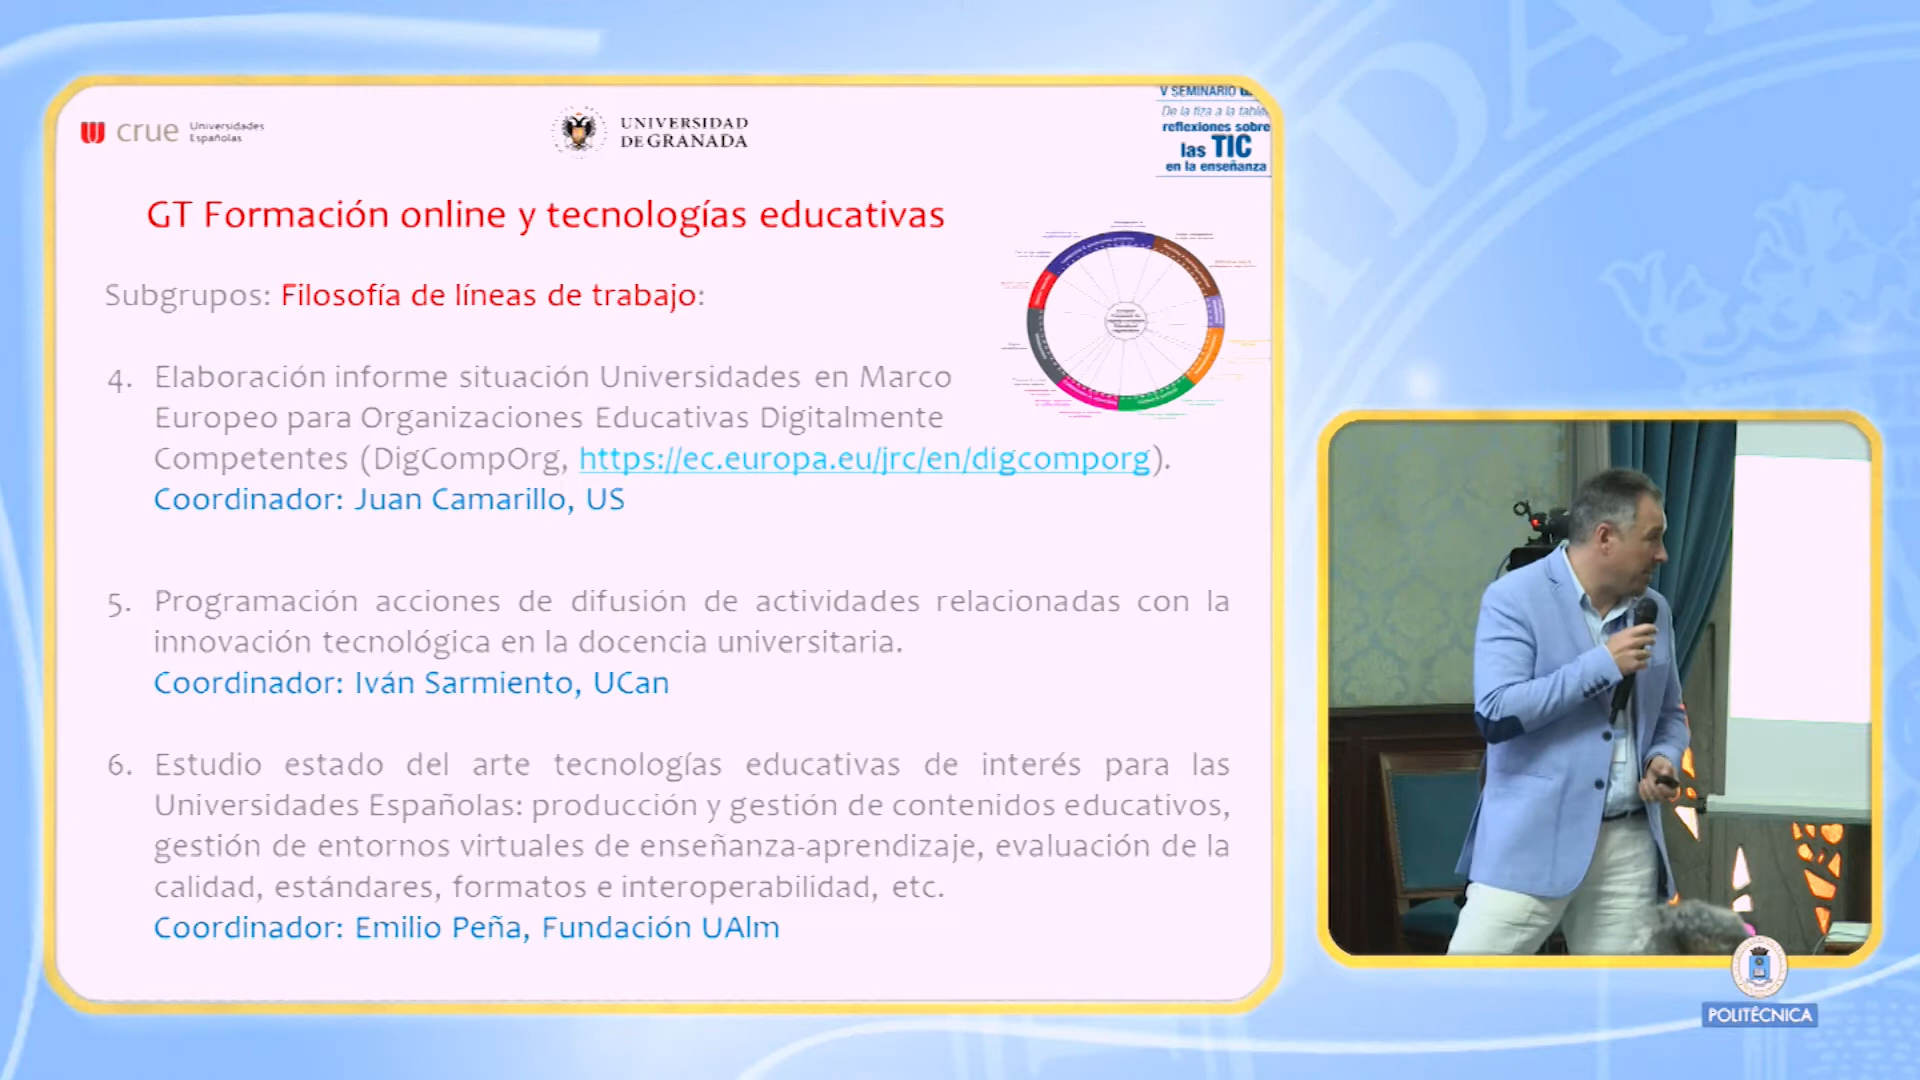 crue Universidades
Españolas
UNIVERSIDAD
DE GRANADA
V SEMINARIO
De la tiza a la tablet
reflexiones sobre
las TIC
en la enseñanza
GT Formación online y tecnologías educativas
Subgrupos: Filosofía de líneas de trabajo:
4. Elaboración informe situación Universidades en Marco
Europeo para Organizaciones Educativas Digitalmente
Competentes (DigCompOrg, https://ec.europa.eu/jrc/en/digcomporg).
Coordinador: Juan Camarillo, US
5. Programación acciones de difusión de actividades relacionadas con la
innovación tecnológica en la docencia universitaria.
Coordinador: Iván Sarmiento, UCan
6. Estudio estado del arte tecnologías educativas de interés para las
Universidades Españolas: producción y gestión de contenidos educativos,
gestión de entornos virtuales de enseñanza-aprendizaje, evaluación de la
calidad, estándares, formatos e interoperabilidad, etc.
Coordinador: Emilio Peña, Fundación UAlm
POLITÉCNICA